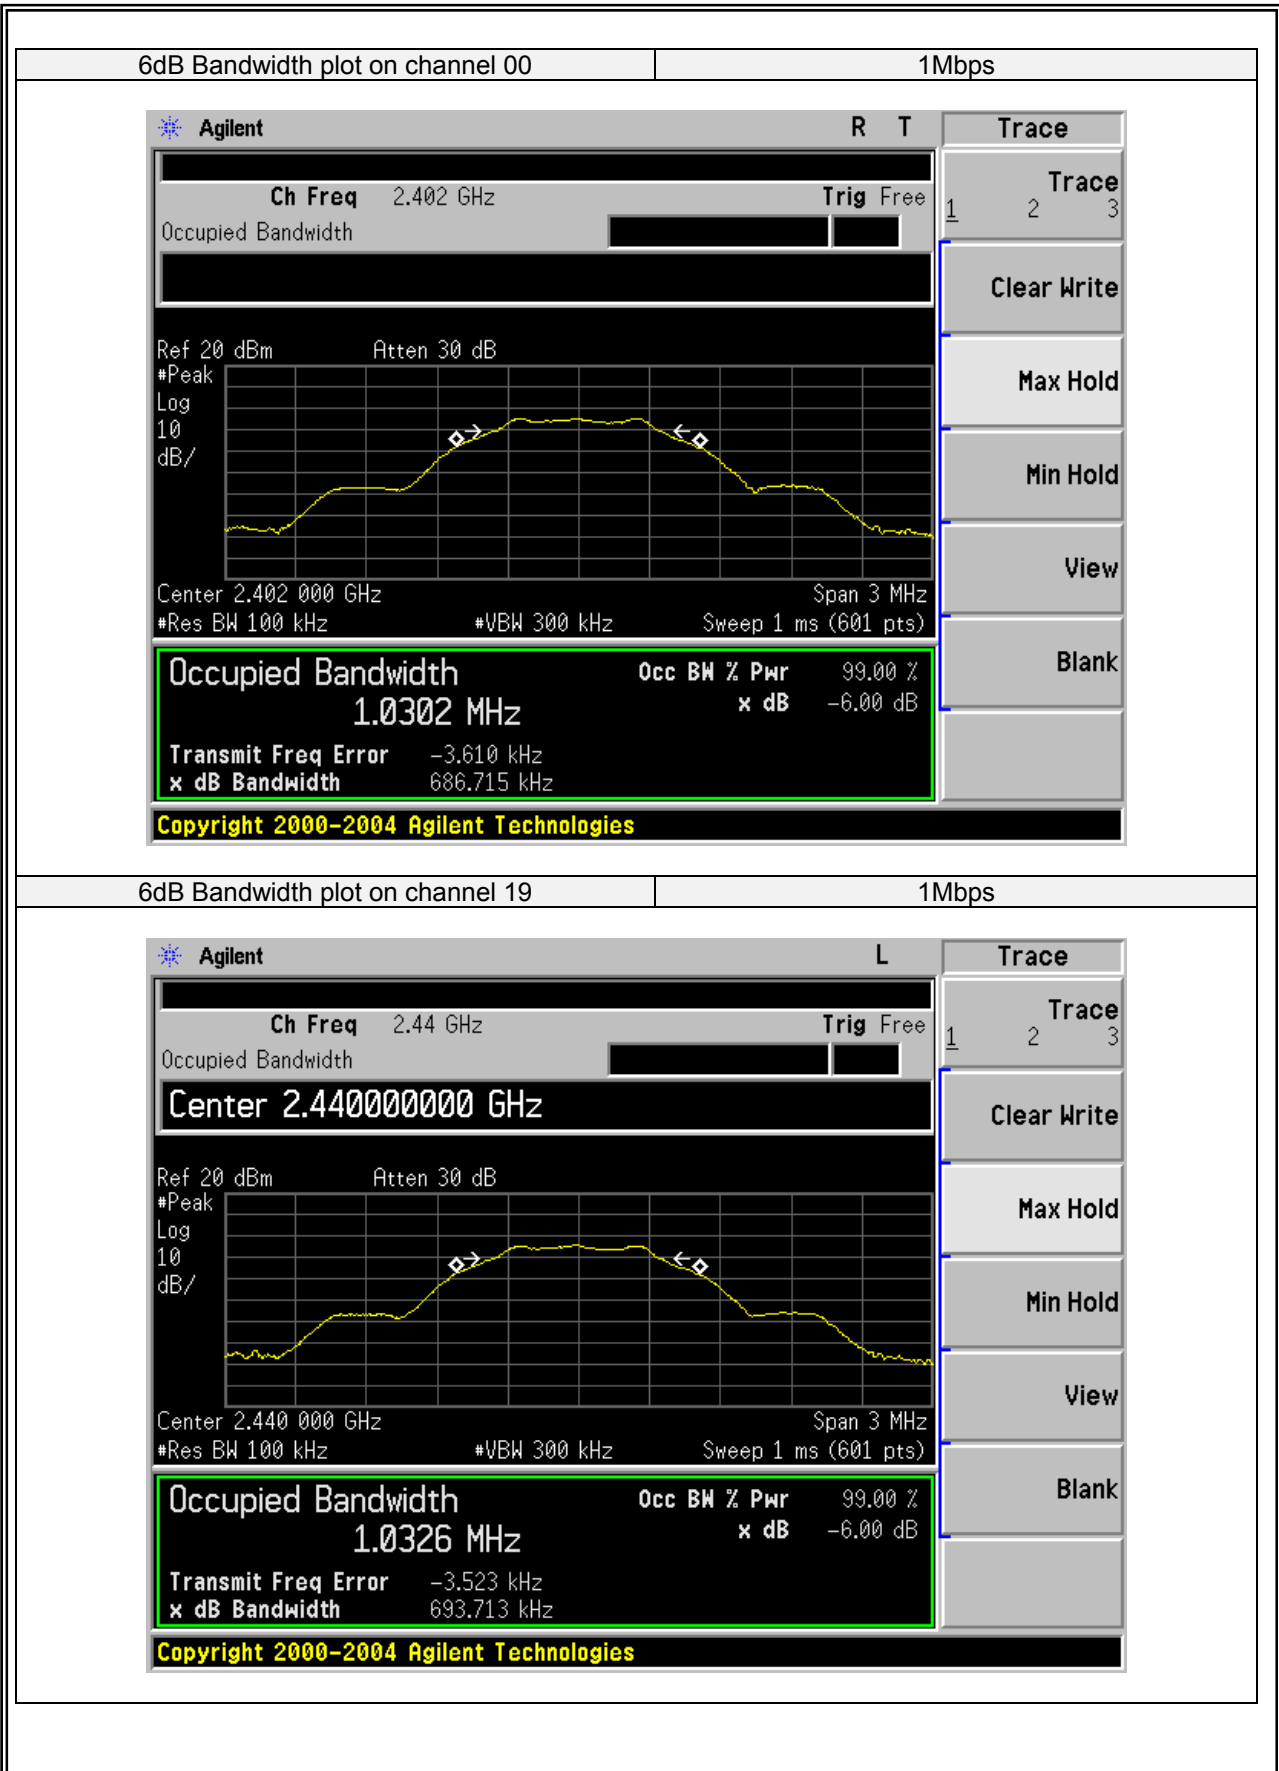 6dB Bandwidth plot on channel 00 1Mbps
Agilent R T Trace
Ch Freq 2.402 GHz Trig Free
Occupied Bandwidth
Trace
1 2 3
Clear Write
Max Hold
Min Hold
View
Blank
Ref 20 dBm Atten 30 dB
#Peak
Log
10
dB/
Center 2.402 000 GHz Span 3 MHz
#Res BW 100 kHz #VBW 300 kHz Sweep 1 ms (601 pts)
Occupied Bandwidth Occ BW % Pwr 99.00 %
1.0302 MHz x dB -6.00 dB
Transmit Freq Error -3.610 kHz
x dB Bandwidth 686.715 kHz
Copyright 2000-2004 Agilent Technologies
6dB Bandwidth plot on channel 19 1Mbps
Agilent L Trace
Ch Freq 2.44 GHz Trig Free
Occupied Bandwidth
Center 2.440000000 GHz
Trace
1 2 3
Clear Write
Max Hold
Min Hold
View
Blank
Ref 20 dBm Atten 30 dB
#Peak
Log
10
dB/
Center 2.440 000 GHz Span 3 MHz
#Res BW 100 kHz #VBW 300 kHz Sweep 1 ms (601 pts)
Occupied Bandwidth Occ BW % Pwr 99.00 %
1.0326 MHz x dB -6.00 dB
Transmit Freq Error -3.523 kHz
x dB Bandwidth 693.713 kHz
Copyright 2000-2004 Agilent Technologies